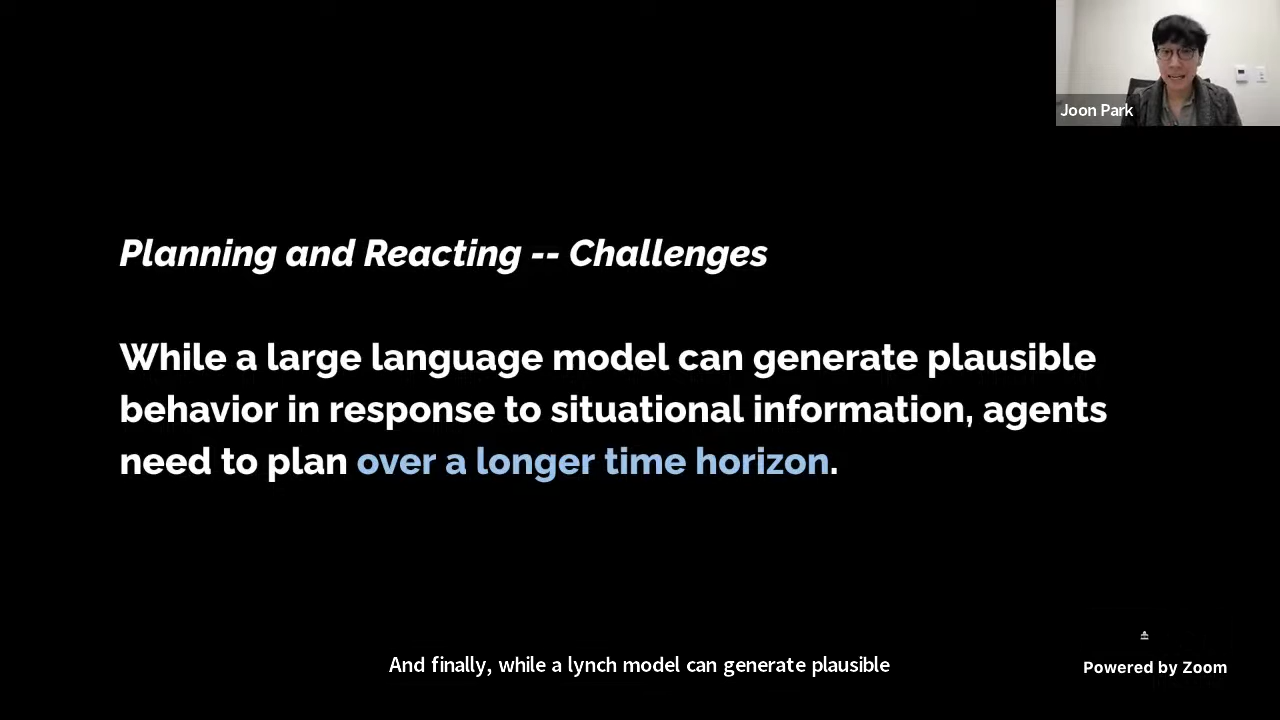 Joon Park
Planning and Reacting -- Challenges
While a large language model can generate plausible
behavior in response to situational information, agents
need to plan over a longer time horizon.
And finally, while a lynch model can generate plausible
Powered by Zoom